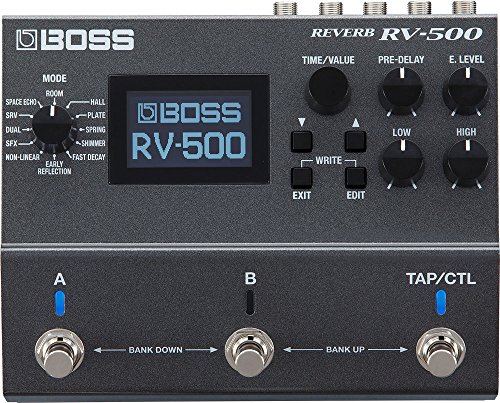 BOSS
REVERB RV-500
MODE
ROOM
SPACE ECHO
HALL
SRV
PLATE
DUAL
SPRING
SFX
SHIMMER
NON-LINEAR
FAST DECAY
EARLY
REFLECTION
BOSS
RV-500
TIME/VALUE
PRE-DELAY
E. LEVEL
LOW
HIGH
WRITE
EXIT
EDIT
A
B
TAP/CTL
BANK DOWN
BANK UP